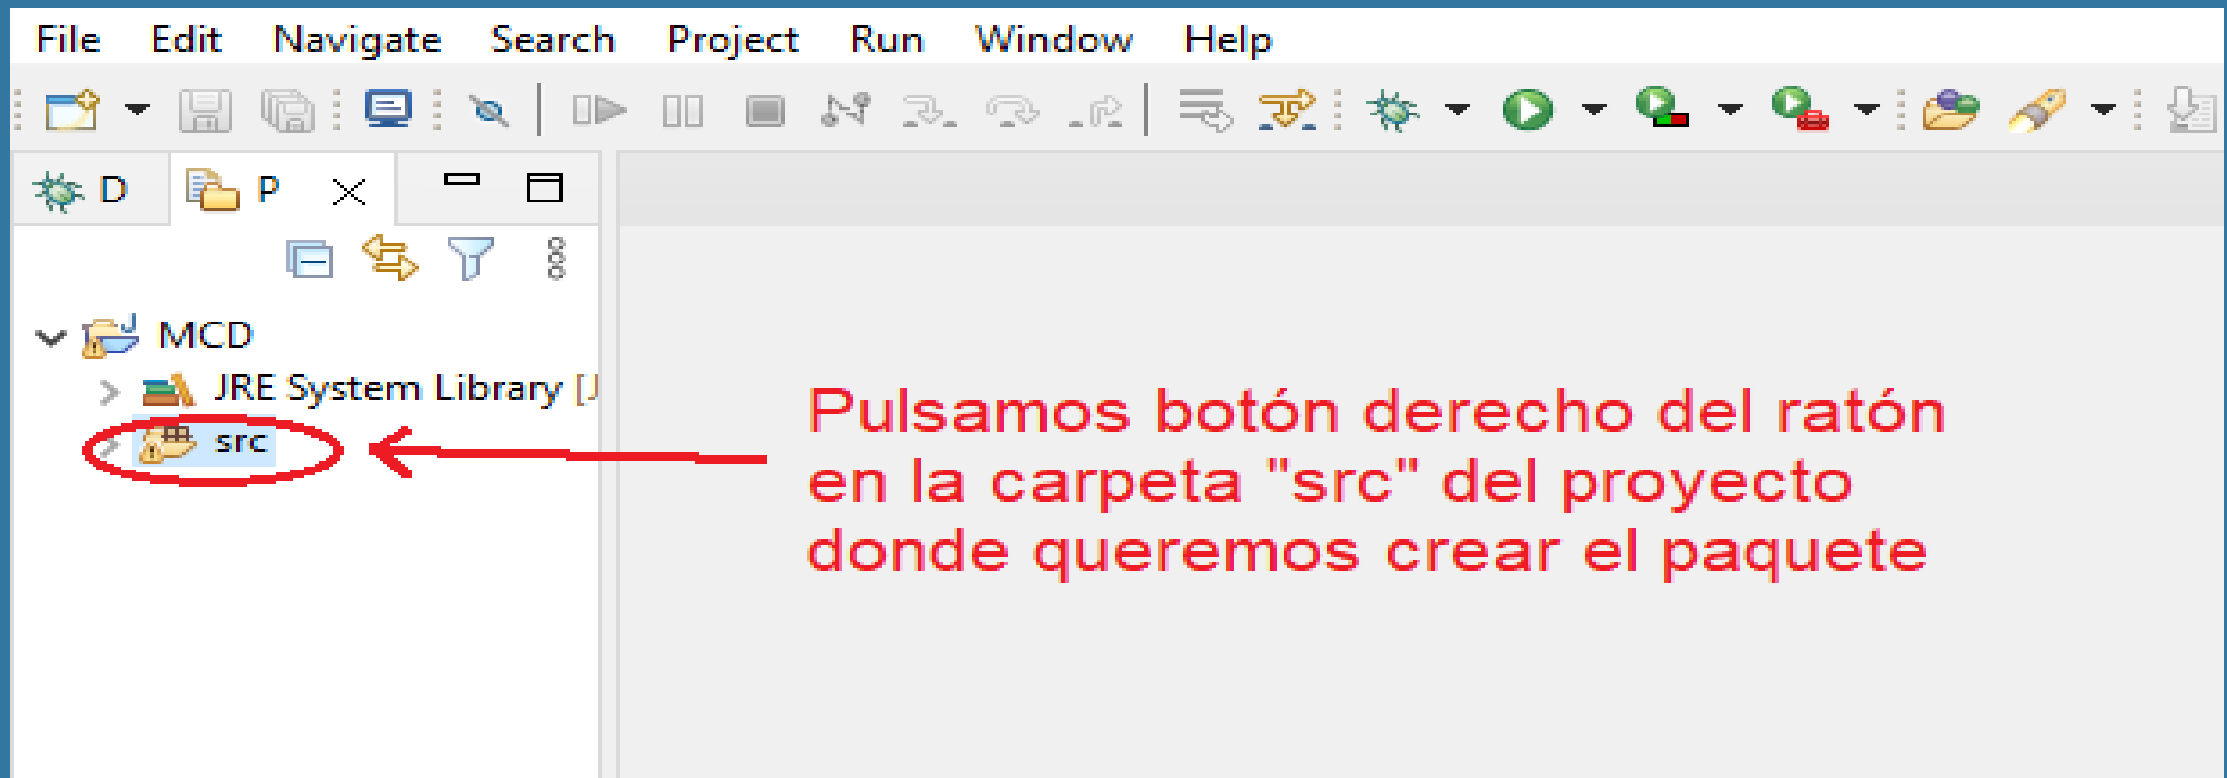 File Edit Navigate Search Project Run Window Help
D P
MCD
JRE System Library [J
src
Pulsamos botón derecho del ratón
en la carpeta "src" del proyecto
donde queremos crear el paquete